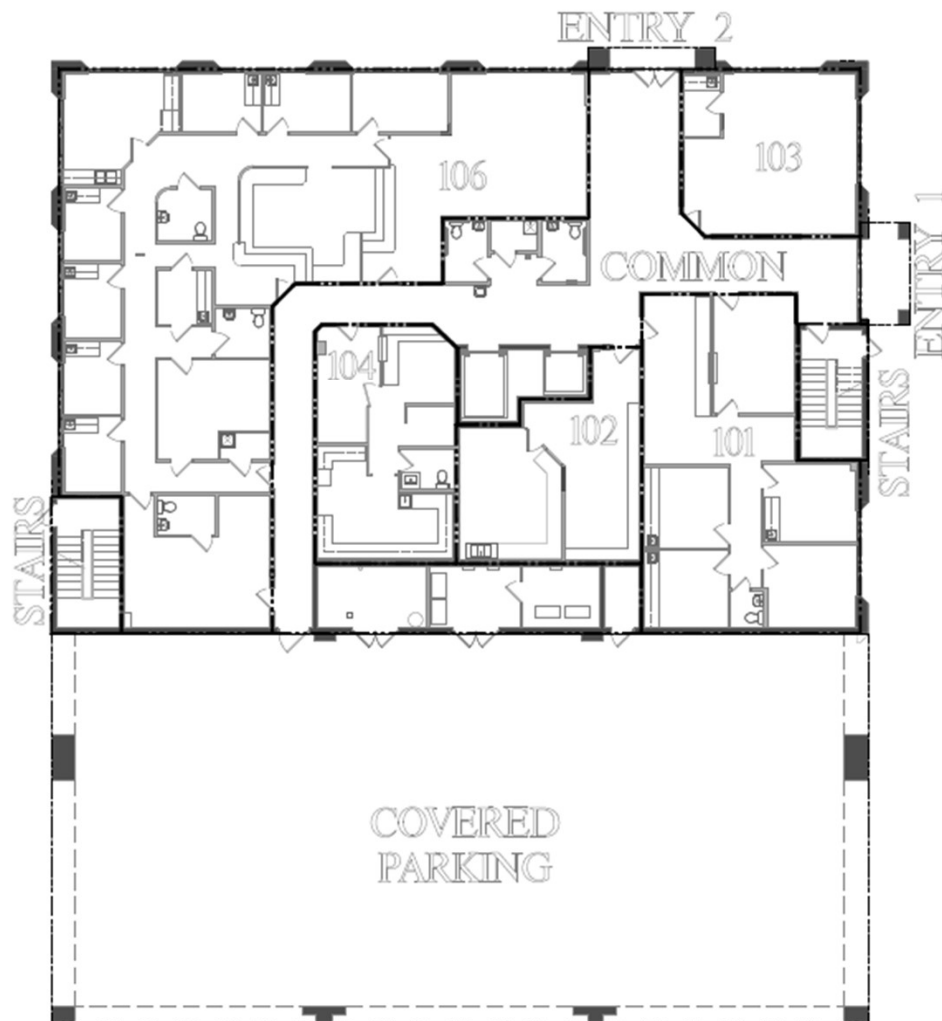 ENTRY 2
103
106
ENTRY 1
COMMON
104
STAIRS
102
101
STAIRS
COVERED
PARKING